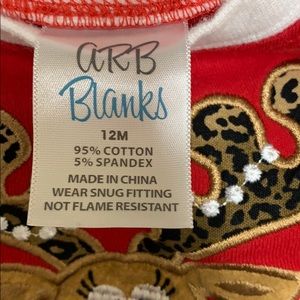 ARB
Blanks
12M
95% COTTON
5% SPANDEX
MADE IN CHINA
WEAR SNUG FITTING
NOT FLAME RESISTANT